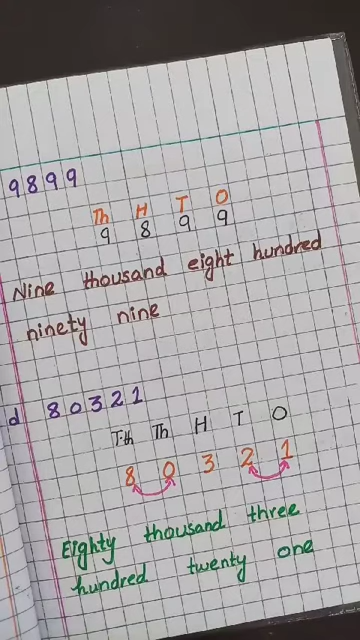 9899
Th H T O
9 8 9 9
Nine thousand eight hundred
ninety nine
d 80321
T.th Th H T O
8 0 3 2 1
Eighty thousand three
hundred twenty one